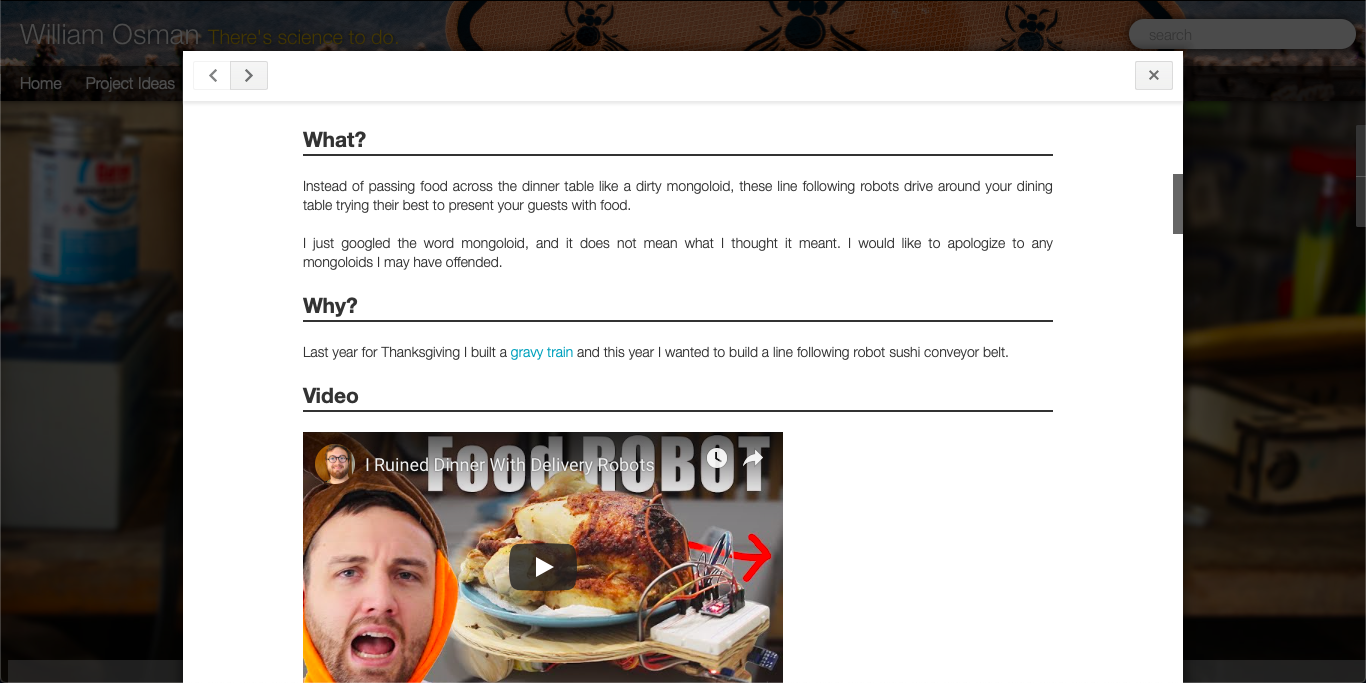 William Osman There's science to do.
search
Home Project Ideas
What?
Instead of passing food across the dinner table like a dirty mongoloid, these line following robots drive around your dining
table trying their best to present your guests with food.
I just googled the word mongoloid, and it does not mean what I thought it meant. I would like to apologize to any
mongoloids I may have offended.
Why?
Last year for Thanksgiving I built a gravy train and this year I wanted to build a line following robot sushi conveyor belt.
Video
Food ROBOT
I Ruined Dinner With Delivery Robots